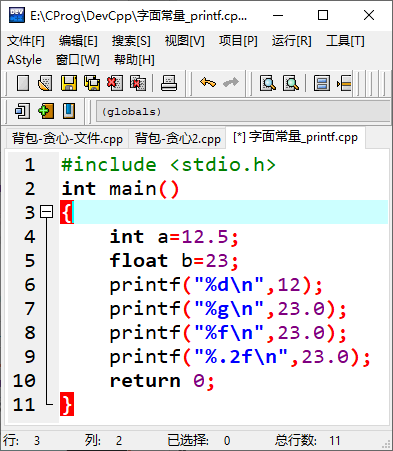 E:\CProg\DevCpp\字面常量_printf.cp...
文件[F] 编辑[E] 搜索[S] 视图[V] 项目[P] 运行[R] 工具[T]
AStyle 窗口[W] 帮助[H]
(globals)
背包-贪心-文件.cpp 背包-贪心2.cpp [*] 字面常量_printf.cpp
1 #include <stdio.h>
2 int main()
3 {
4 int a=12.5;
5 float b=23;
6 printf("%d\n",12);
7 printf("%g\n",23.0);
8 printf("%f\n",23.0);
9 printf("%.2f\n",23.0);
10 return 0;
11 }
行: 3 列: 2 已选择: 0 总行数: 11